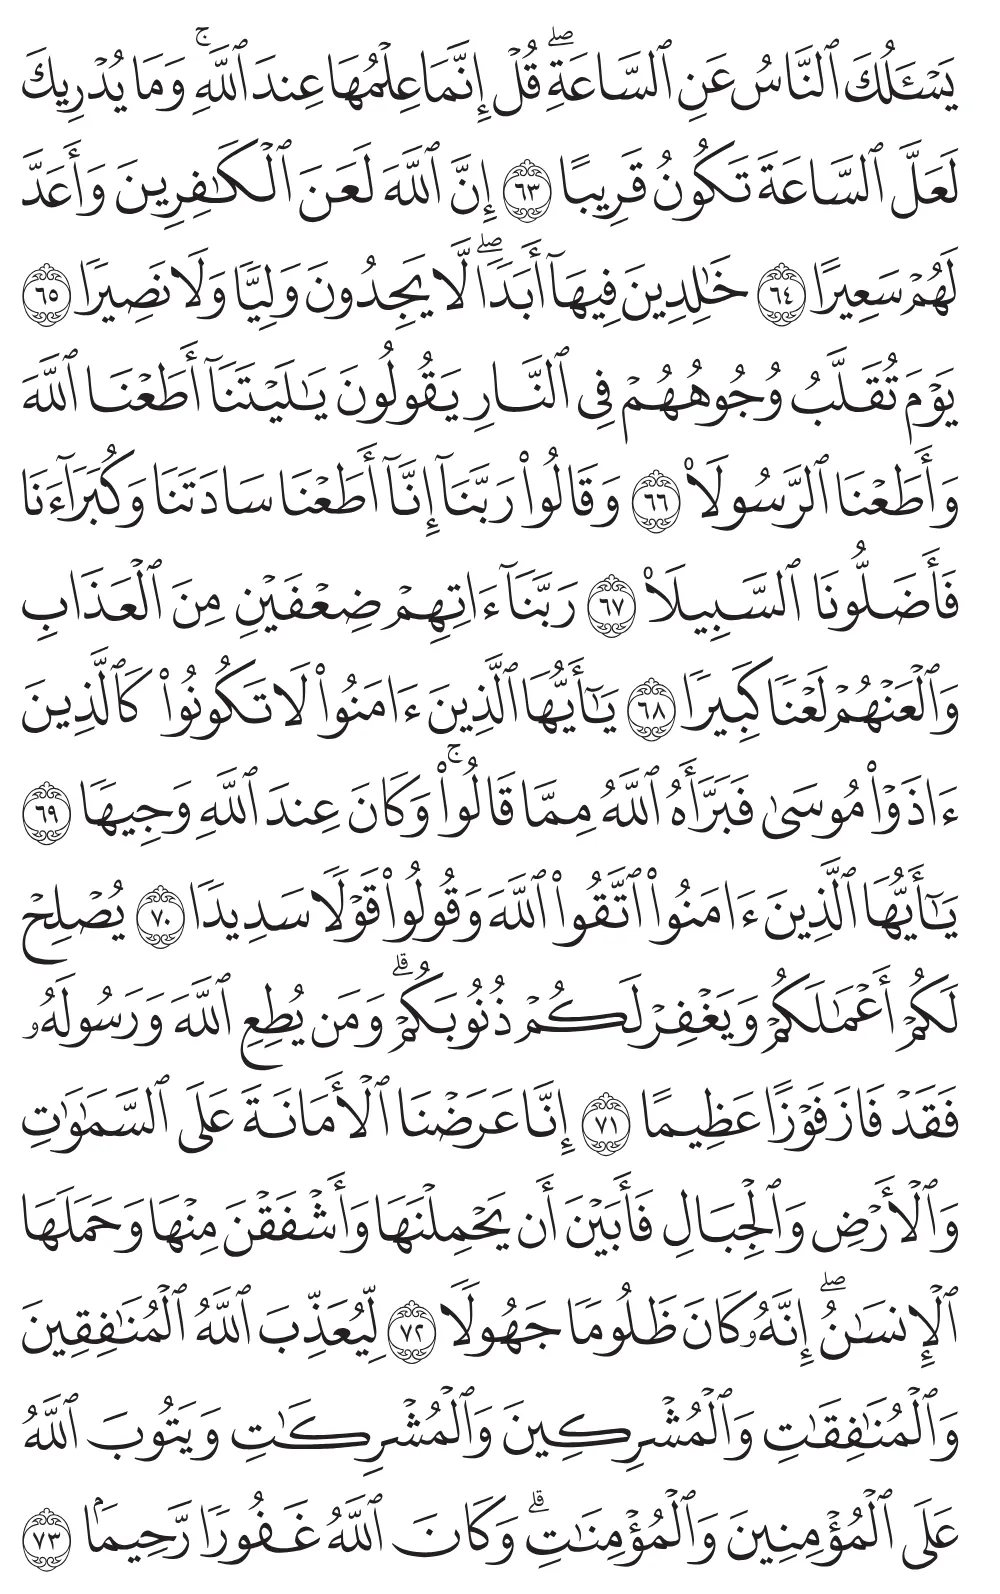 يَسْـَٔلُكَ ٱلنَّاسُ عَنِ ٱلسَّاعَةِۖ قُلْ إِنَّمَا عِلْمُهَا عِندَ ٱللَّهِۚ وَمَا يُدْرِيكَ
لَعَلَّ ٱلسَّاعَةَ تَكُونُ قَرِيبًا ٦٣ إِنَّ ٱللَّهَ لَعَنَ ٱلْكَـٰفِرِينَ وَأَعَدَّ
لَهُمْ سَعِيرًا ٦٤ خَـٰلِدِينَ فِيهَآ أَبَدًاۖ لَّا يَجِدُونَ وَلِيًّا وَلَا نَصِيرًا ٦٥
يَوْمَ تُقَلَّبُ وُجُوهُهُمْ فِى ٱلنَّارِ يَقُولُونَ يَـٰلَيْتَنَآ أَطَعْنَا ٱللَّهَ
وَأَطَعْنَا ٱلرَّسُولَا۠ ٦٦ وَقَالُوا۟ رَبَّنَآ إِنَّآ أَطَعْنَا سَادَتَنَا وَكُبَرَآءَنَا
فَأَضَلُّونَا ٱلسَّبِيلَا۠ ٦٧ رَبَّنَآ ءَاتِهِمْ ضِعْفَيْنِ مِنَ ٱلْعَذَابِ
وَٱلْعَنْهُمْ لَعْنًا كَبِيرًا ٦٨ يَـٰٓأَيُّهَا ٱلَّذِينَ ءَامَنُوا۟ لَا تَكُونُوا۟ كَٱلَّذِينَ
ءَاذَوْا۟ مُوسَىٰ فَبَرَّأَهُ ٱللَّهُ مِمَّا قَالُوا۟ۚ وَكَانَ عِندَ ٱللَّهِ وَجِيهًا ٦٩
يَـٰٓأَيُّهَا ٱلَّذِينَ ءَامَنُوا۟ ٱتَّقُوا۟ ٱللَّهَ وَقُولُوا۟ قَوْلًا سَدِيدًا ٧٠ يُصْلِحْ
لَكُمْ أَعْمَـٰلَكُمْ وَيَغْفِرْ لَكُمْ ذُنُوبَكُمْۗ وَمَن يُطِعِ ٱللَّهَ وَرَسُولَهُۥ
فَقَدْ فَازَ فَوْزًا عَظِيمًا ٧١ إِنَّا عَرَضْنَا ٱلْأَمَانَةَ عَلَى ٱلسَّمَـٰوَٰتِ
وَٱلْأَرْضِ وَٱلْجِبَالِ فَأَبَيْنَ أَن يَحْمِلْنَهَا وَأَشْفَقْنَ مِنْهَا وَحَمَلَهَا
ٱلْإِنسَـٰنُۖ إِنَّهُۥ كَانَ ظَلُومًا جَهُولًا ٧٢ لِّيُعَذِّبَ ٱللَّهُ ٱلْمُنَـٰفِقِينَ
وَٱلْمُنَـٰفِقَـٰتِ وَٱلْمُشْرِكِينَ وَٱلْمُشْرِكَـٰتِ وَيَتُوبَ ٱللَّهُ
عَلَى ٱلْمُؤْمِنِينَ وَٱلْمُؤْمِنَـٰتِۗ وَكَانَ ٱللَّهُ غَفُورًا رَّحِيمًۢا ٧٣